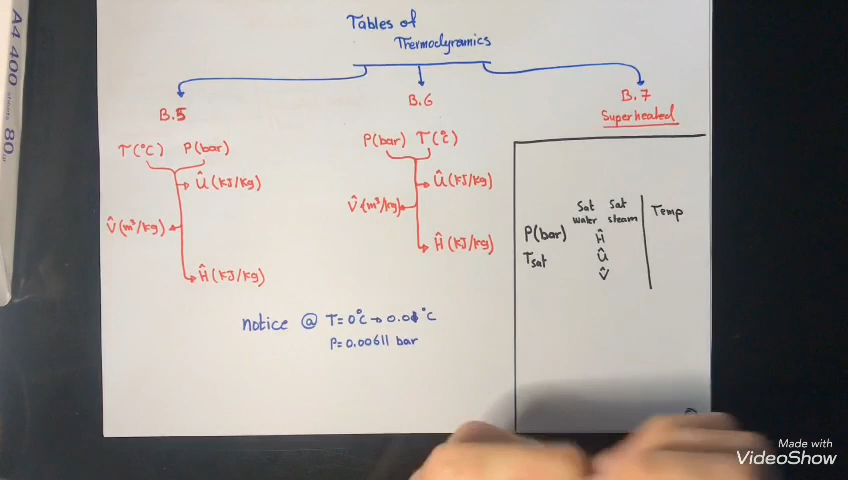 A4 400 sheets 80
Tables of
Thermodynamics
B.5
B.6
B.7
Superheated
T(°C) P(bar)
Û (KJ/Kg)
V̂ (m³/kg)
Ĥ (KJ/Kg)
P(bar) T(°C)
Û (KJ/Kg)
V̂ (m³/kg)
Ĥ (KJ/Kg)
Sat Sat
water steam
Temp
P(bar)
Tsat
Ĥ
Û
V̂
notice @ T=0°C → 0.01°C
P=0.00611 bar
Made with
VideoShow